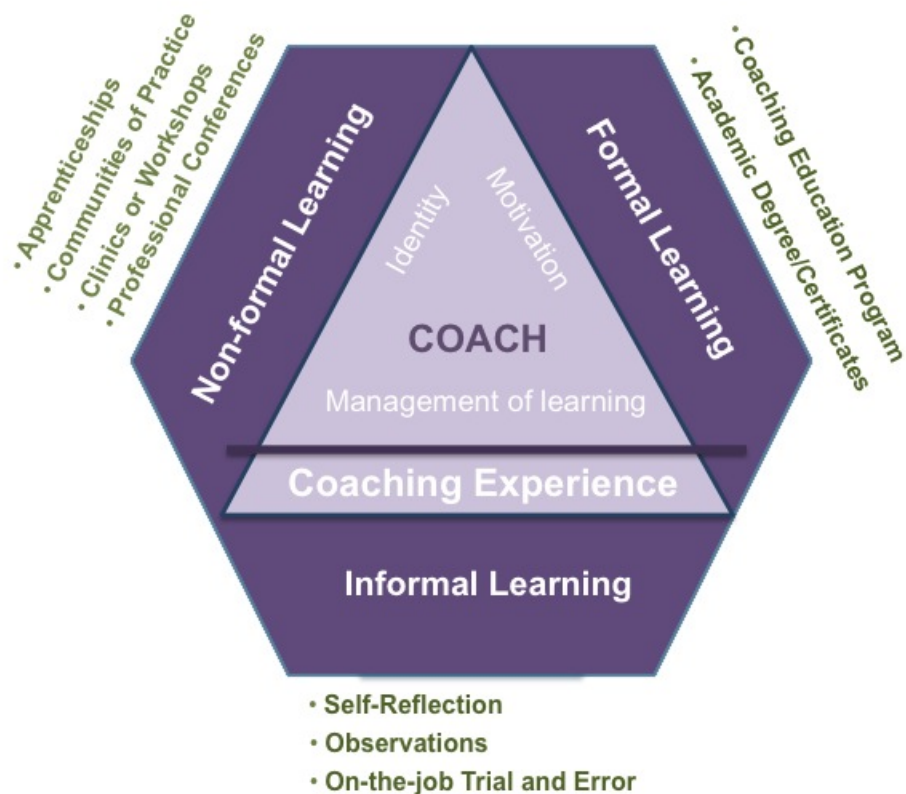 • Apprenticeships
• Communities of Practice
• Clinics or Workshops
• Professional Conferences
Non-formal Learning
• Coaching Education Program
• Academic Degree/Certificates
Formal Learning
Identity
Motivation
COACH
Management of learning
Coaching Experience
Informal Learning
• Self-Reflection
• Observations
• On-the-job Trial and Error